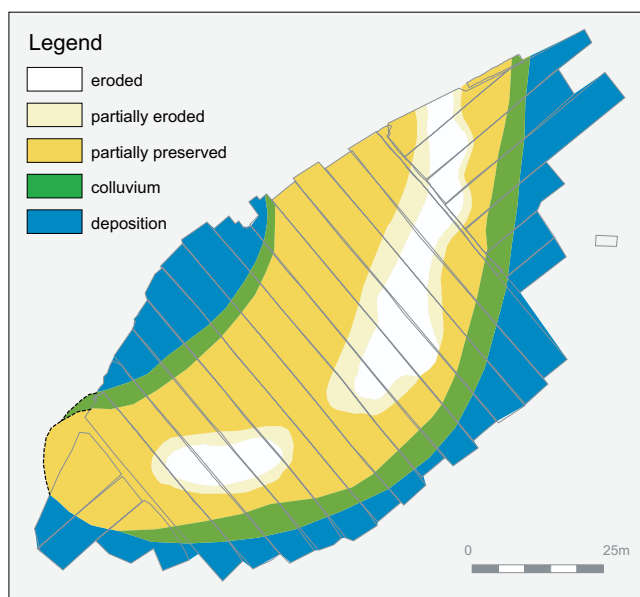 Legend
eroded
partially eroded
partially preserved
colluvium
deposition
0 25m